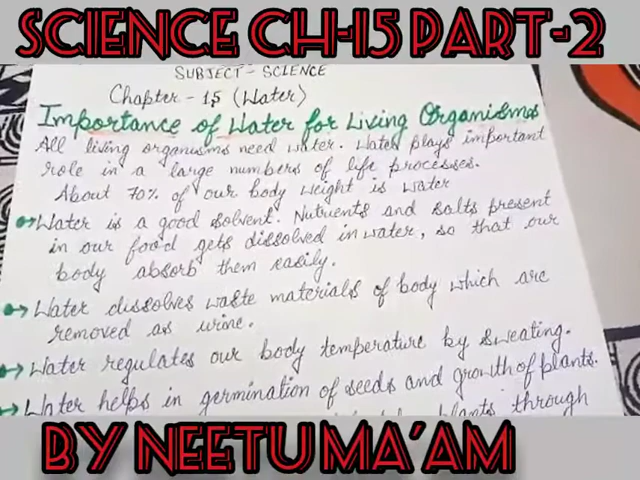 SCIENCE CH-15 PART-2
SUBJECT - SCIENCE
Chapter - 15 (Water)
Importance of Water for Living Organisms
All living organisms need water. Water plays important
role in a large numbers of life processes.
About 70% of our body weight is water
Water is a good solvent. Nutrients and salts present
in our food gets dissolved in water, so that our
body absorb them easily.
Water dissolves waste materials of body which are
removed as urine.
Water regulates our body temperature by sweating.
Water helps in germination of seeds and growth of plants.
plants through
BY NEETU MA'AM